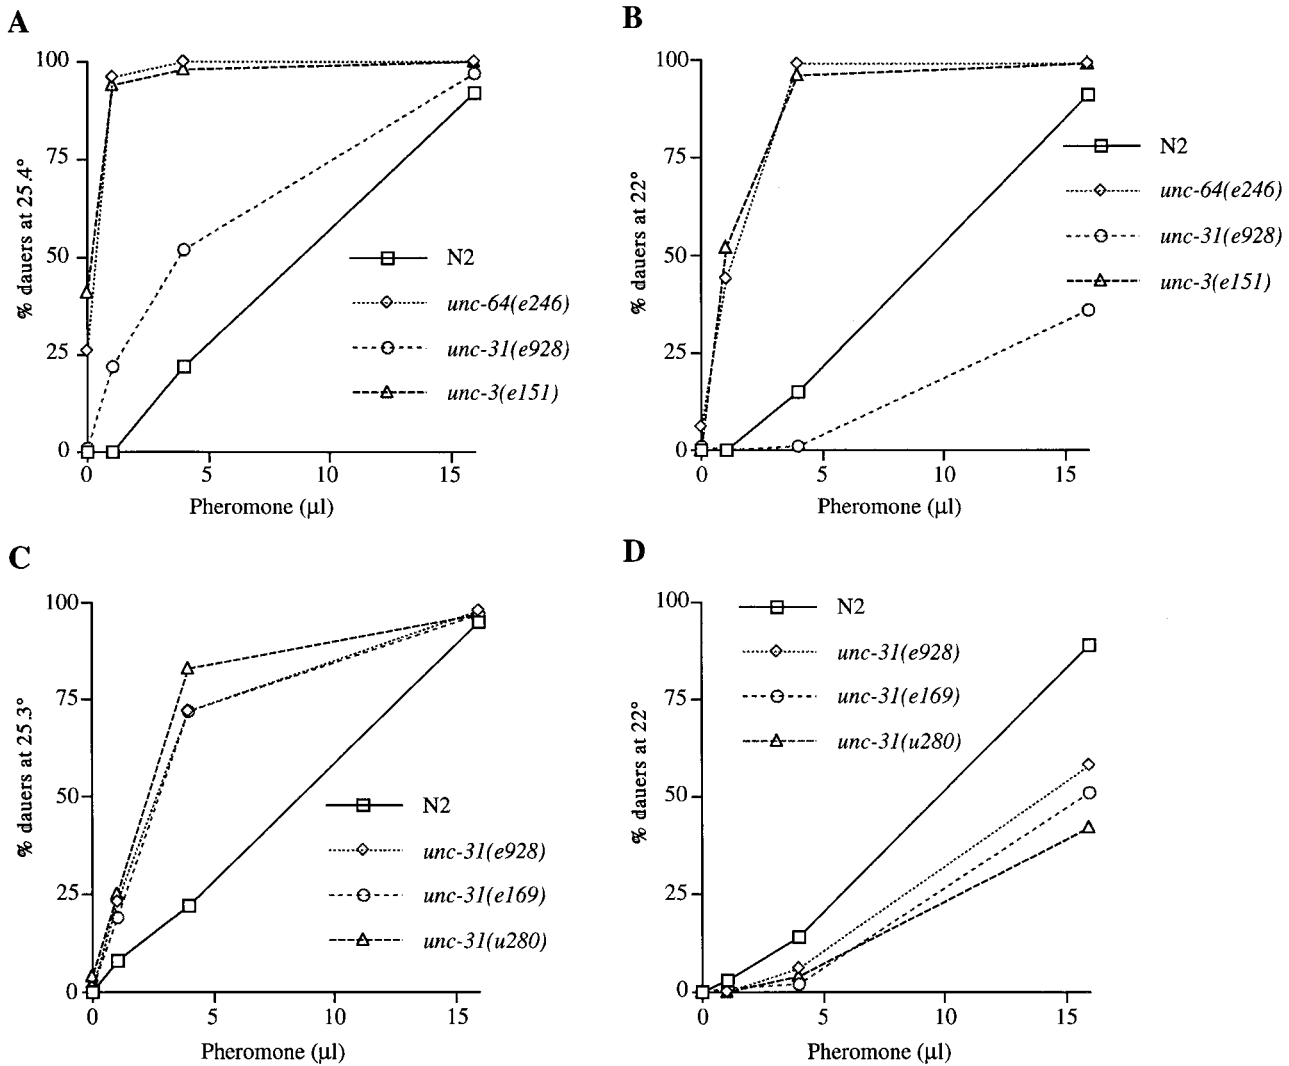 A
% dauers at 25.4°
100
75
50
25
0
0 5 10 15
Pheromone (µl)
N2
unc-64(e246)
unc-31(e928)
unc-3(e151)
B
% dauers at 22°
100
75
50
25
0
0 5 10 15
Pheromone (µl)
N2
unc-64(e246)
unc-31(e928)
unc-3(e151)
C
% dauers at 25.3°
100
75
50
25
0
0 5 10 15
Pheromone (µl)
N2
unc-31(e928)
unc-31(e169)
unc-31(u280)
D
% dauers at 22°
100
75
50
25
0
0 5 10 15
Pheromone (µl)
N2
unc-31(e928)
unc-31(e169)
unc-31(u280)